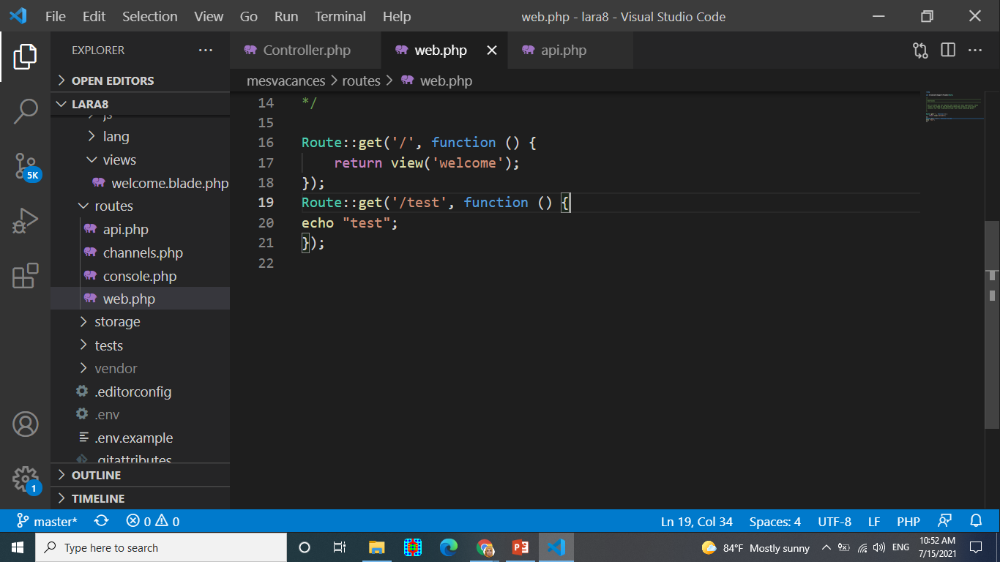 File Edit Selection View Go Run Terminal Help web.php - lara8 - Visual Studio Code
EXPLORER
Controller.php web.php api.php
OPEN EDITORS
mesvacances > routes > web.php
LARA8
js
lang
views
welcome.blade.php
routes
api.php
channels.php
console.php
web.php
storage
tests
vendor
.editorconfig
.env
.env.example
.gitattributes
OUTLINE
TIMELINE
5K
1
14 */
15
16 Route::get('/', function () {
17 return view('welcome');
18 });
19 Route::get('/test', function () {
20 echo "test";
21 });
22
master* 0 0 Ln 19, Col 34 Spaces: 4 UTF-8 LF PHP
Type here to search 84°F Mostly sunny ENG 10:52 AM
7/15/2021